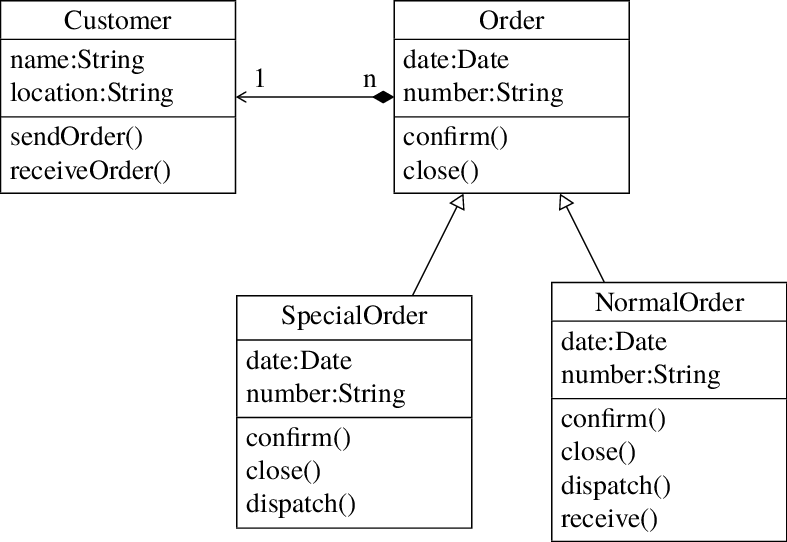 Customer
name:String
location:String
sendOrder()
receiveOrder()
1
n
Order
date:Date
number:String
confirm()
close()
SpecialOrder
date:Date
number:String
confirm()
close()
dispatch()
NormalOrder
date:Date
number:String
confirm()
close()
dispatch()
receive()